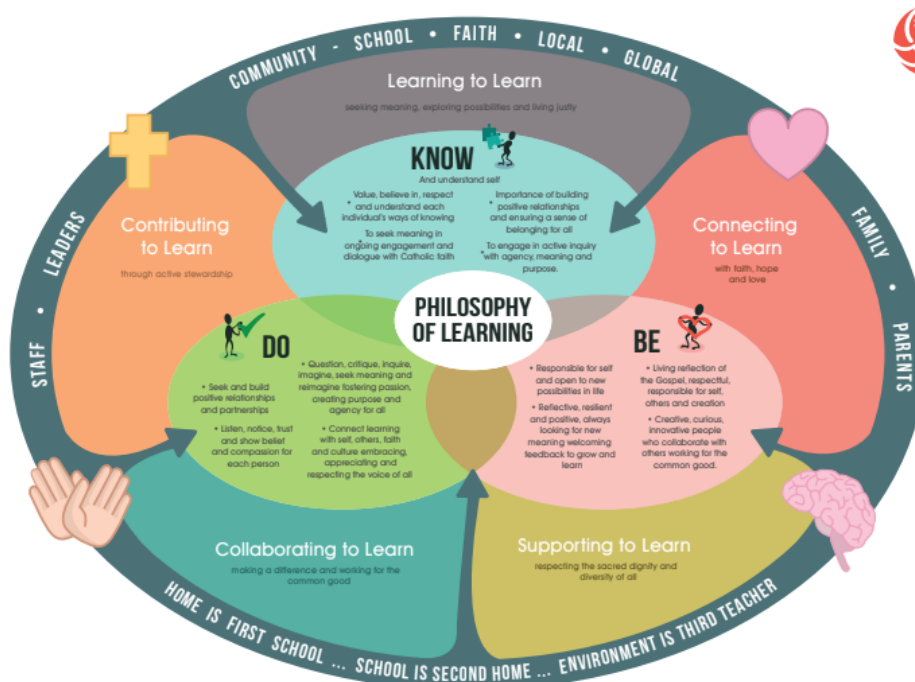 COMMUNITY - SCHOOL • FAITH • LOCAL • GLOBAL
Learning to Learn
seeking meaning, exploring possibilities and living justly
KNOW
And understand self
Value, believe in, respect
• and understand each
individual's ways of knowing
• To seek meaning in
ongoing engagement and
dialogue with Catholic faith
Importance of building
• positive relationships
and ensuring a sense of
belonging for all
• To engage in active inquiry
with agency, meaning and
purpose.
STAFF • LEADERS
Contributing
to Learn
through active stewardship
Connecting
to Learn
with faith, hope
and love
FAMILY • PARENTS
PHILOSOPHY
OF LEARNING
DO
• Seek and build
positive relationships
and partnerships
• Listen, notice, trust
and show belief
and compassion for
each person
• Question, critique, inquire,
imagine, seek meaning and
reimagine fostering passion,
creating purpose and
agency for all
• Connect learning
with self, others, faith
and culture embracing,
appreciating and
respecting the voice of all
BE
• Responsible for self
and open to new
possibilities in life
• Reflective, resilient
and positive, always
looking for new
meaning welcoming
feedback to grow and
learn
• Living reflection of
the Gospel, respectful,
responsible for self,
others and creation
• Creative, curious,
innovative people
who collaborate with
others working for the
common good.
Collaborating to Learn
making a difference and working for the
common good
Supporting to Learn
respecting the sacred dignity and
diversity of all
HOME IS FIRST SCHOOL ... SCHOOL IS SECOND HOME ... ENVIRONMENT IS THIRD TEACHER